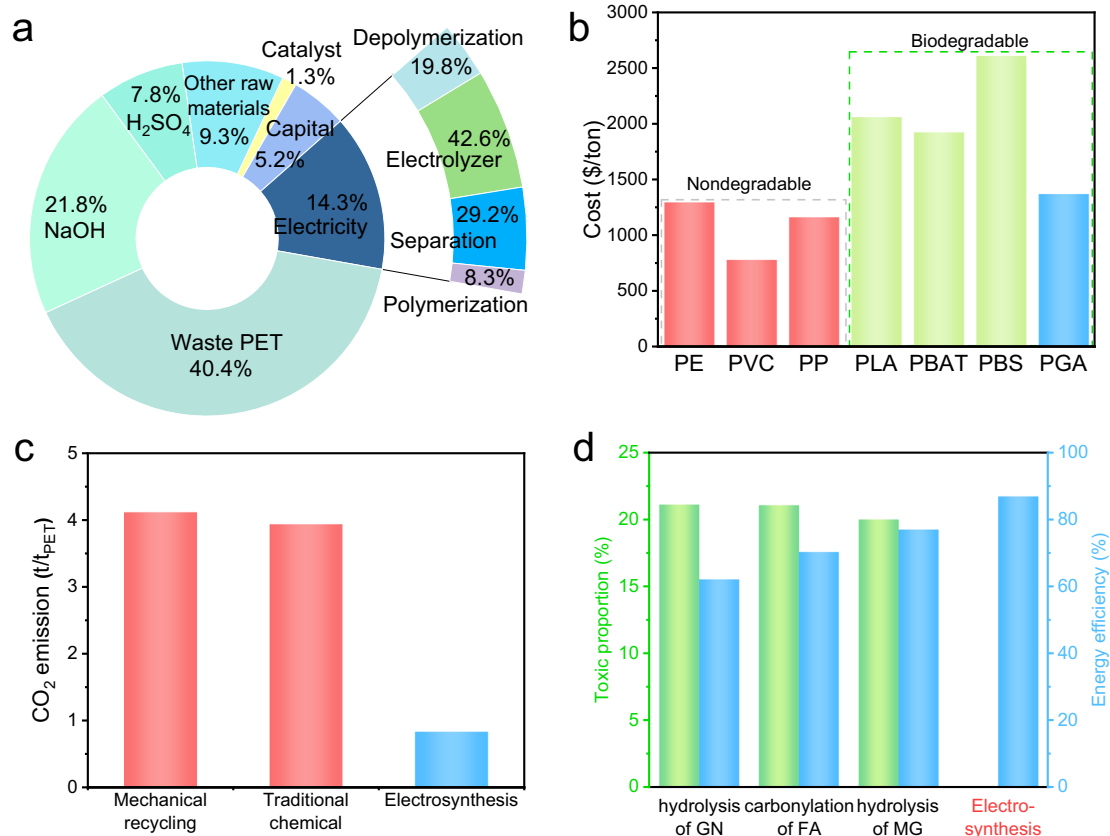 a
Depolymerization
19.8%
Catalyst
1.3%
7.8%
H₂SO₄
Other raw
materials
9.3%
Capital
5.2%
42.6%
Electrolyzer
21.8%
NaOH
14.3%
Electricity
29.2%
Separation
8.3%
Polymerization
Waste PET
40.4%
b
Cost ($/ton)
3000
2500
2000
1500
1000
500
0
Biodegradable
Nondegradable
PE PVC PP PLA PBAT PBS PGA
c
CO₂ emission (t/tPET)
5
4
3
2
1
0
Mechanical
recycling
Traditional
chemical
Electrosynthesis
d
Toxic proportion (%)
25
20
15
10
5
0
100
80
60
40
20
0
Energy efficiency (%)
hydrolysis
of GN
carbonylation
of FA
hydrolysis
of MG
Electro-
synthesis